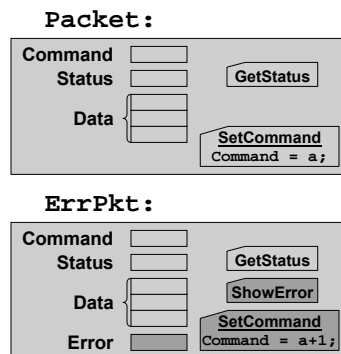 Packet:
Command
Status
GetStatus
Data
SetCommand
Command = a;
ErrPkt:
Command
Status
GetStatus
Data
ShowError
SetCommand
Error
Command = a+1;